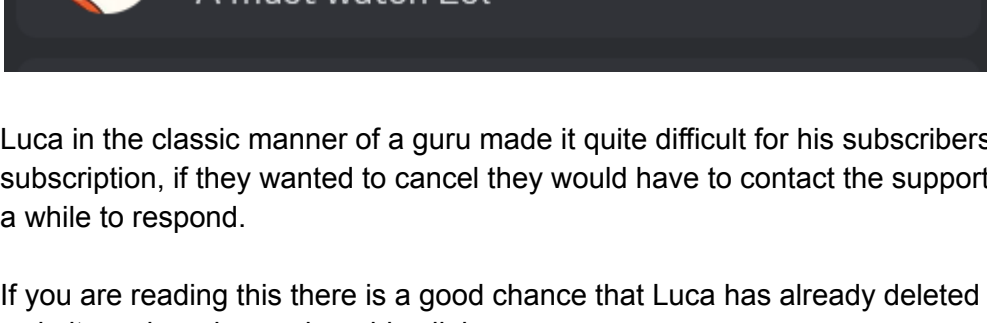 Luca in the classic manner of a guru made it quite difficult for his subscribers
subscription, if they wanted to cancel they would have to contact the support
a while to respond.
If you are reading this there is a good chance that Luca has already deleted